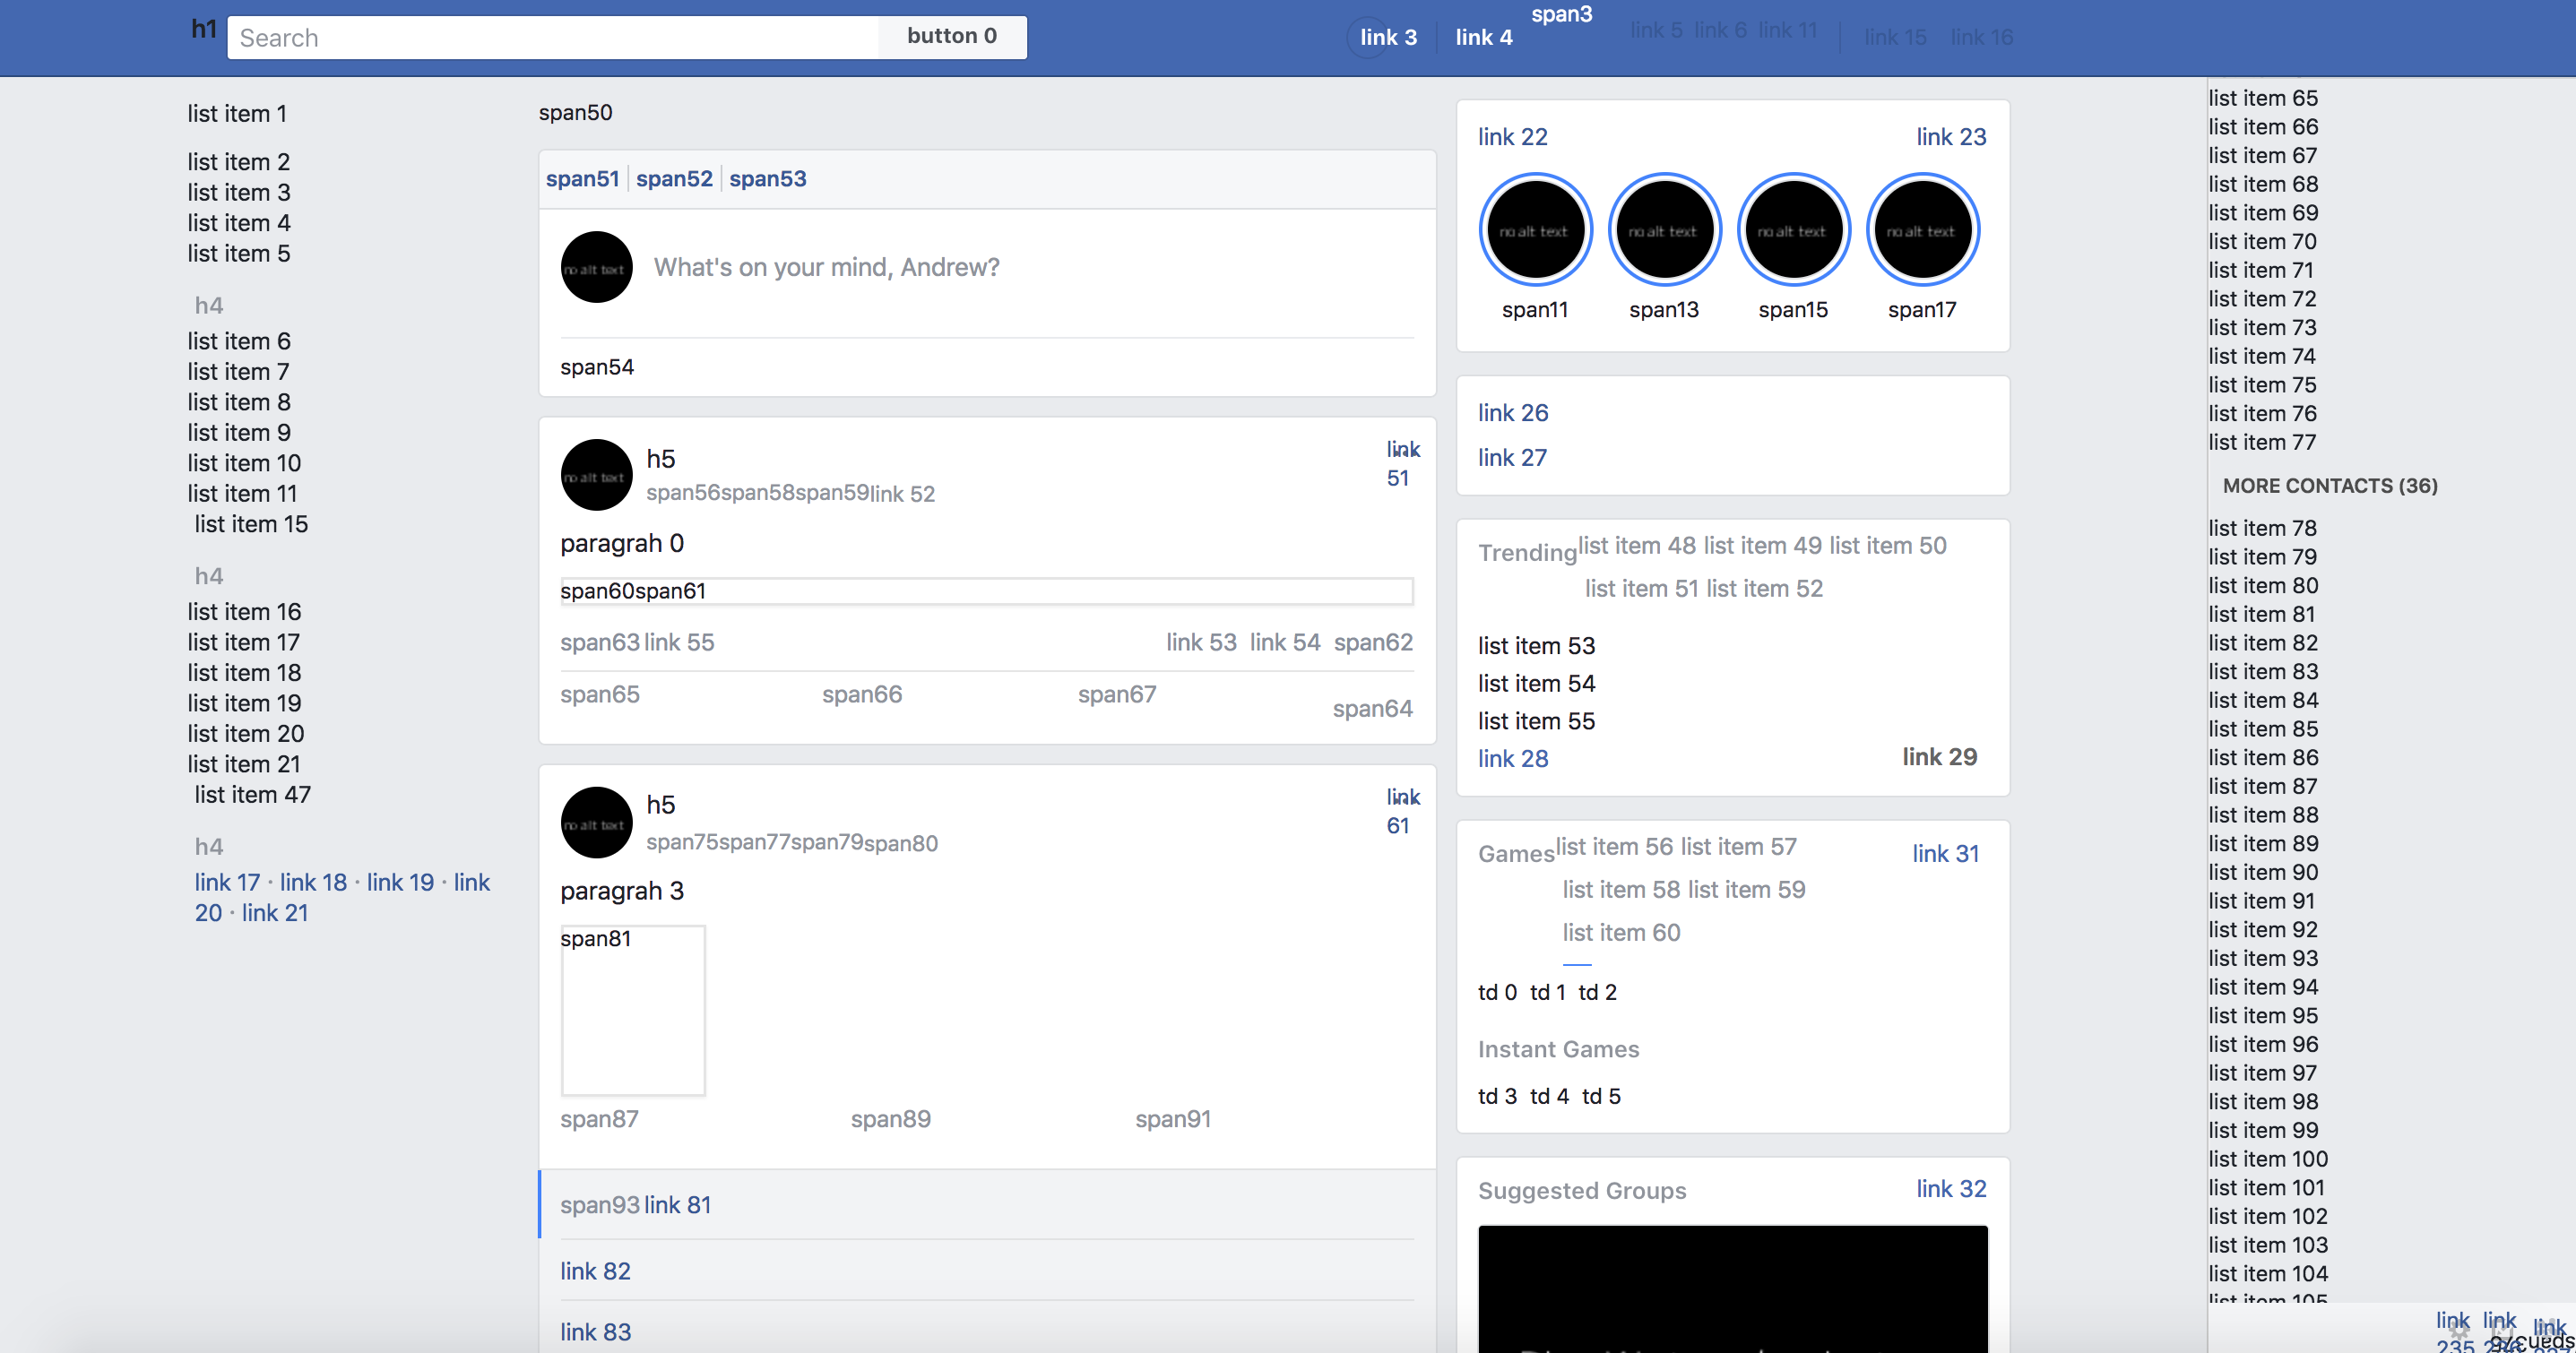 h1
Search
button 0
link 3
link 4
span3
link 5 link 6 link 11
link 15 link 16
list item 1
list item 2
list item 3
list item 4
list item 5
h4
list item 6
list item 7
list item 8
list item 9
list item 10
list item 11
list item 15
h4
list item 16
list item 17
list item 18
list item 19
list item 20
list item 21
list item 47
h4
link 17 · link 18 · link 19 · link
20 · link 21
span50
span51 span52 span53
no alt text
What's on your mind, Andrew?
span54
no alt text
h5
link
51
span56span58span59link 52
paragrah 0
span60span61
span63 link 55
link 53 link 54 span62
span65 span66 span67
span64
no alt text
h5
link
61
span75span77span79span80
paragrah 3
span81
span87 span89 span91
span93 link 81
link 82
link 83
link 22
link 23
no alt text no alt text no alt text no alt text
span11 span13 span15 span17
link 26
link 27
Trending
list item 48 list item 49 list item 50
list item 51 list item 52
list item 53
list item 54
list item 55
link 28
link 29
Games
list item 56 list item 57
link 31
list item 58 list item 59
list item 60
td 0 td 1 td 2
Instant Games
td 3 td 4 td 5
Suggested Groups
link 32
list item 65
list item 66
list item 67
list item 68
list item 69
list item 70
list item 71
list item 72
list item 73
list item 74
list item 75
list item 76
list item 77
MORE CONTACTS (36)
list item 78
list item 79
list item 80
list item 81
list item 82
list item 83
list item 84
list item 85
list item 86
list item 87
list item 88
list item 89
list item 90
list item 91
list item 92
list item 93
list item 94
list item 95
list item 96
list item 97
list item 98
list item 99
list item 100
list item 101
list item 102
list item 103
list item 104
list item 105
link link link
235